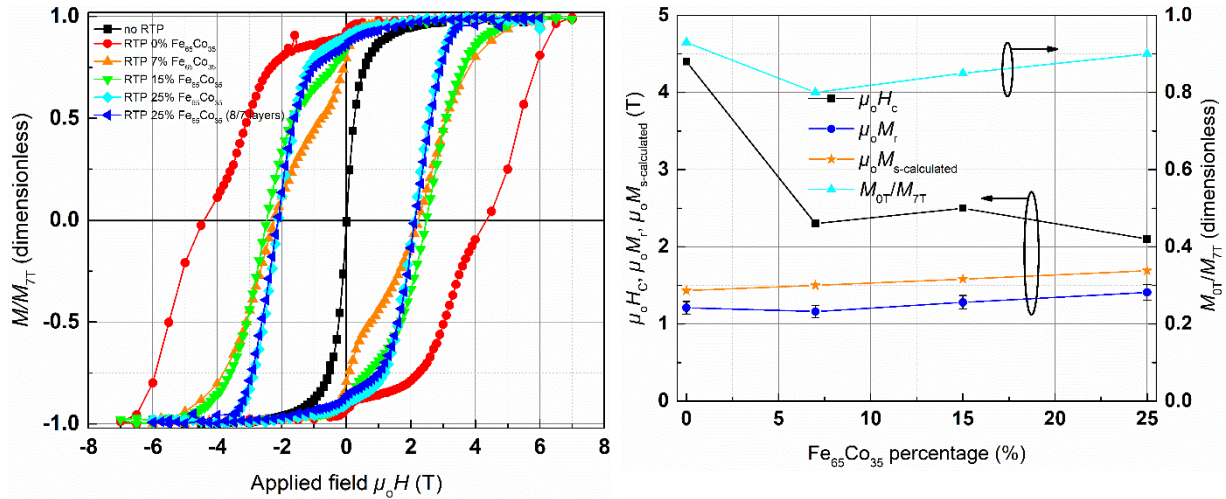 1.0
0.5
0.0
-0.5
-1.0
M/M7T (dimensionless)
no RTP
RTP 0% Fe65Co35
RTP 7% Fe65Co35
RTP 15% Fe65Co35
RTP 25% Fe65Co35
RTP 25% Fe65Co35 (8/7 layers)
-8 -6 -4 -2 0 2 4 6 8
Applied field μoH (T)
5
4
3
2
1
0
μoHC, μoMr, μoMs-calculated (T)
μoHc
μoMr
μoMs-calculated
M0T/M7T
1.0
0.8
0.6
0.4
0.2
0.0
M0T/M7T (dimensionless)
0 5 10 15 20 25
Fe65Co35 percentage (%)